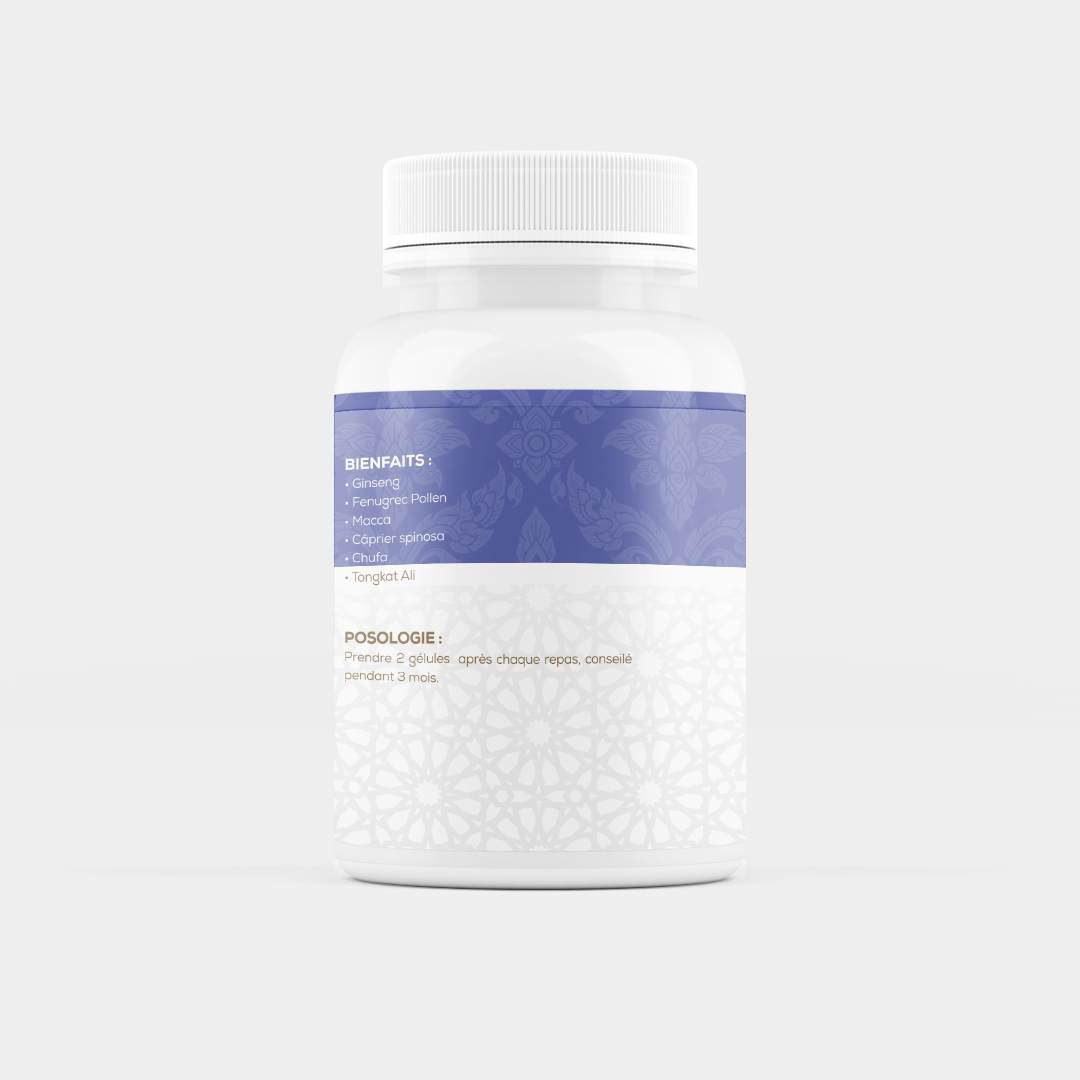 BIENFAITS :
• Ginseng
• Fenugrec Pollen
• Macca
• Câprier spinosa
• Chufa
• Tongkat Ali
POSOLOGIE :
Prendre 2 gélules après chaque repas, conseilé
pendant 3 mois.